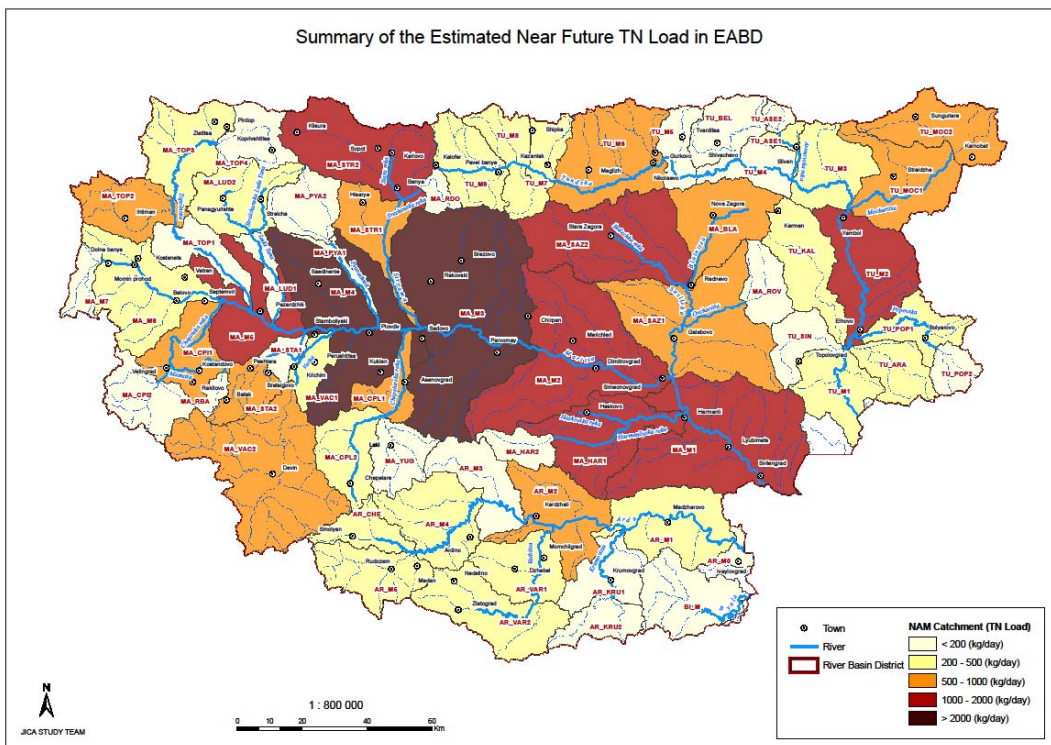 Summary of the Estimated Near Future TN Load in EABD
Zlatitsa
Pirdop
Koprivshtitsa
MA_TOP3
MA_TOP4
MA_LUD2
Panagyurishte
Strelcha
Klisura
Sopot
Karlovo
MA_STR2
Banya
MA_PYA2
Hisarya
MA_STR1
Kalofer
Pavel banya
TU_M8
Shipka
Kazanlak
TU_M7
MA_RDO
Maglizh
Tundzha
TU_M6
Nikolaevo
Gurkovo
Tvarditsa
TU_BEL
Shivachevo
TU_M4
TU_ASE2
TU_ASE1
Sliven
TU_M3
Sungurlare
TU_MOC2
Karnobat
Straldzha
TU_MOC1
Mochuritsa
Yambol
TU_M2
MA_TOP2
Ihtiman
MA_TOP1
Dolna banya
Kostenets
Momin prohod
MA_M7
MA_M6
Belovo
Septemvri
Vetren
MA_M5
MA_LUD1
Pazardzhik
MA_PYA1
Saedinenie
MA_M4
Stamboliyski
Plovdiv
Sadovo
Brezovo
Rakovski
MA_M3
Parvomay
Chirpan
Merichleri
Maritsa
Dimitrovgrad
Simeonovgrad
MA_M2
Stara Zagora
MA_SAZ2
MA_SAZ1
Nova Zagora
MA_BLA
Radnevo
Galabovo
Kermen
TU_KAL
MA_ROV
Elhovo
TU_SIN
Topolovgrad
TU_POP1
Bolyarovo
TU_ARA
TU_POP2
TU_M1
MA_CPI1
Velingrad
Kostandovo
Rakitovo
MA_CPI2
MA_RBA
Batak
Peshtera
MA_STA1
Bratsigovo
MA_STA2
Krichim
Perushtitsa
MA_VAC1
Kuklen
MA_CPL1
Asenovgrad
MA_VAC2
Devin
MA_CPL2
Laki
Chepelare
MA_YUG
AR_M3
MA_HAR2
Haskovo
MA_HAR1
Harmanli
MA_M1
Lyubimets
Svilengrad
AR_CHE
Smolyan
AR_M4
Ardino
AR_M2
Kardzhali
Arda
Madzharovo
AR_M1
Momchilgrad
Rudozem
Madan
Nedelino
Dzhebel
AR_M5
Zlatograd
AR_VAR1
AR_VAR2
Krumovgrad
AR_KRU1
AR_KRU2
Ivaylovgrad
BI_M
Town
River
River Basin District
NAM Catchment (TN Load)
< 200 (kg/day)
200 - 500 (kg/day)
500 - 1000 (kg/day)
1000 - 2000 (kg/day)
> 2000 (kg/day)
N
JICA STUDY TEAM
1 : 800 000
0 10 20 30 40 60
Km